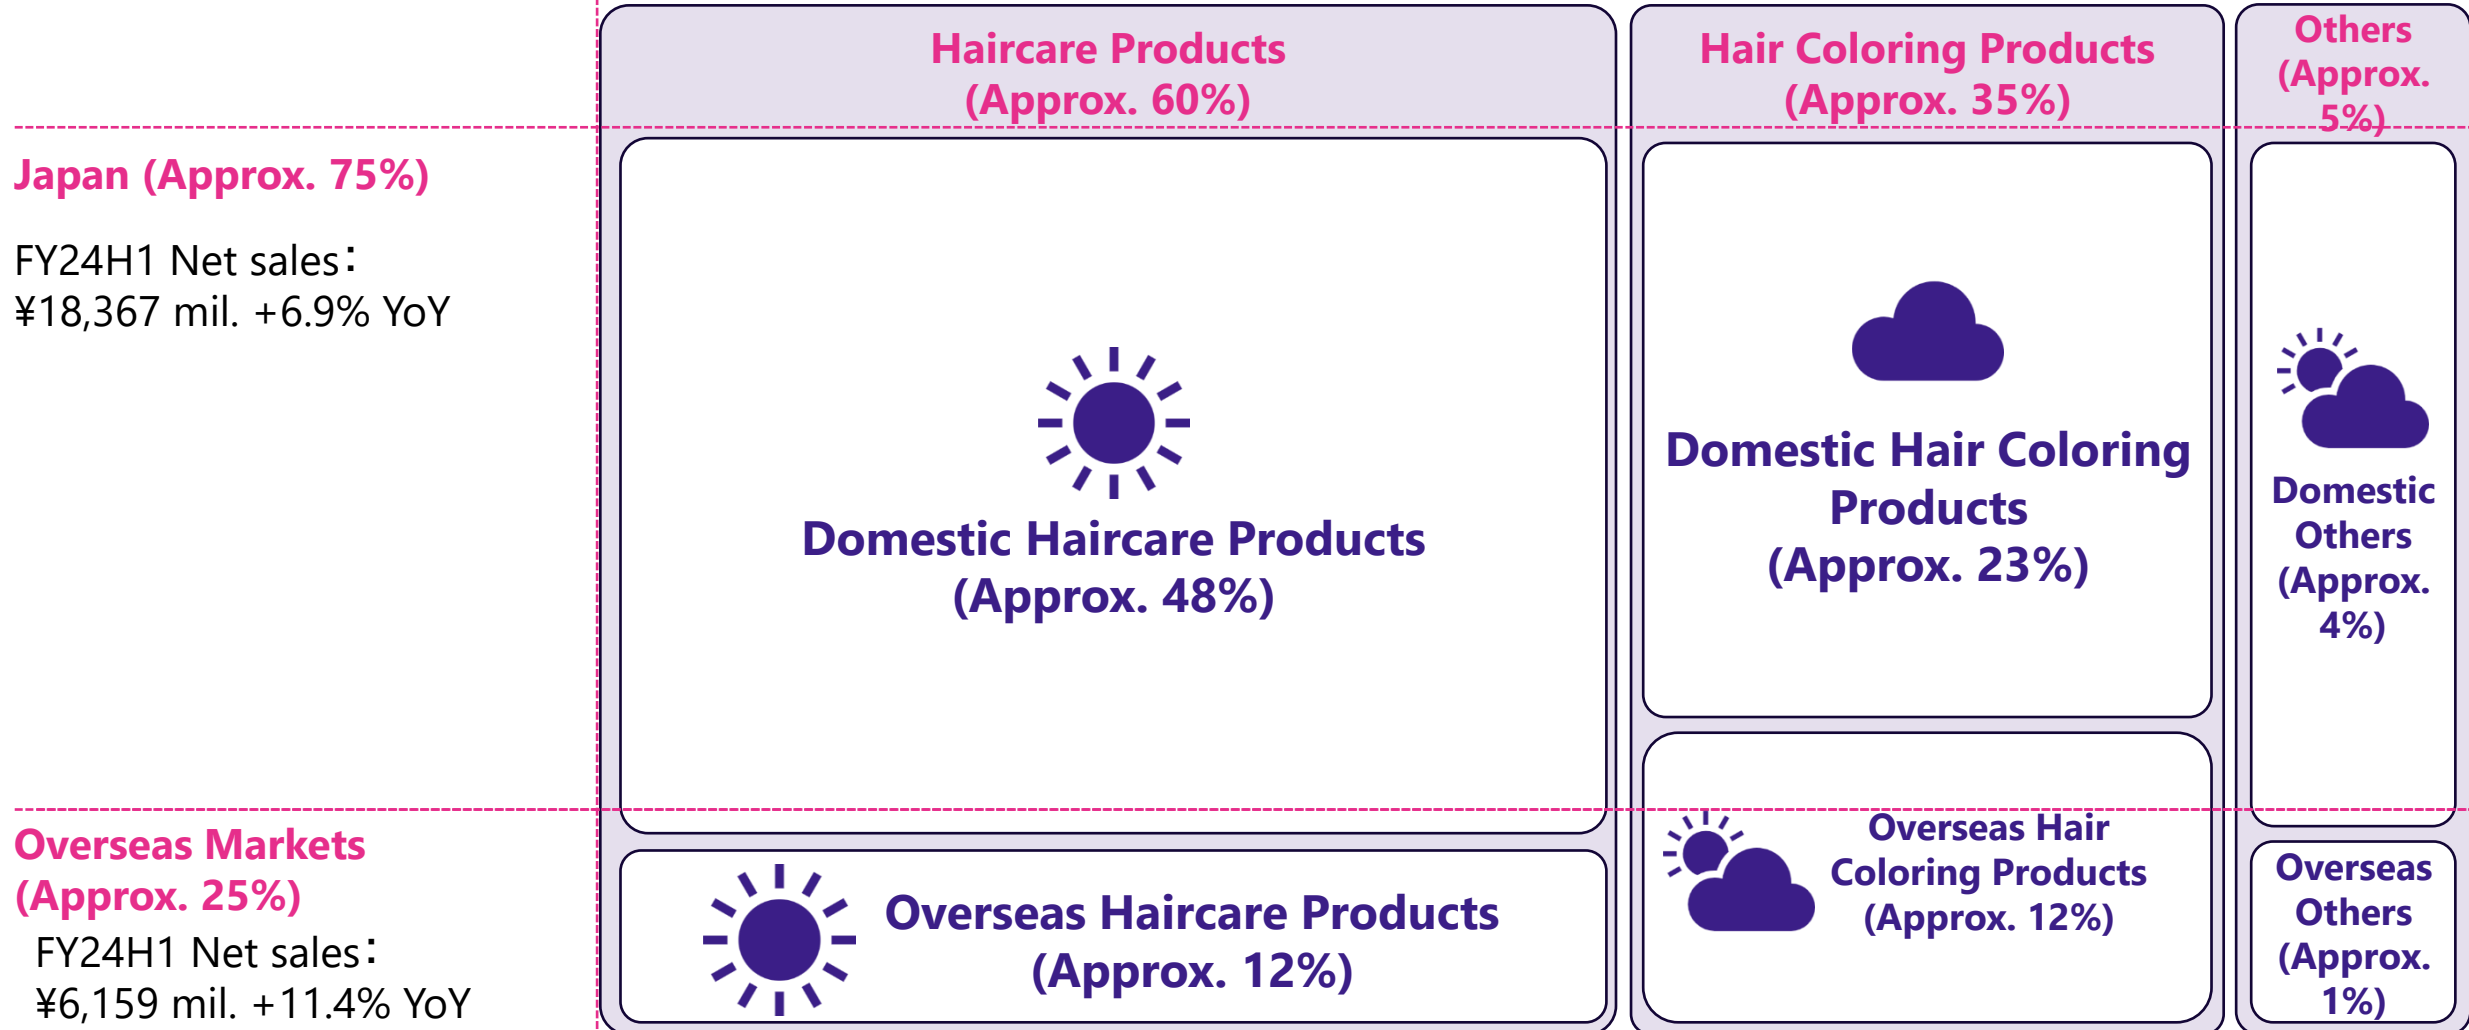 Haircare Products
(Approx. 60%)
Hair Coloring Products
(Approx. 35%)
Others
(Approx.
5%)
Japan (Approx. 75%)
FY24H1 Net sales：
¥18,367 mil. +6.9% YoY
Domestic Haircare Products
(Approx. 48%)
Domestic Hair Coloring
Products
(Approx. 23%)
Domestic
Others
(Approx.
4%)
Overseas Markets
(Approx. 25%)
FY24H1 Net sales：
¥6,159 mil. +11.4% YoY
Overseas Haircare Products
(Approx. 12%)
Overseas Hair
Coloring Products
(Approx. 12%)
Overseas
Others
(Approx.
1%)